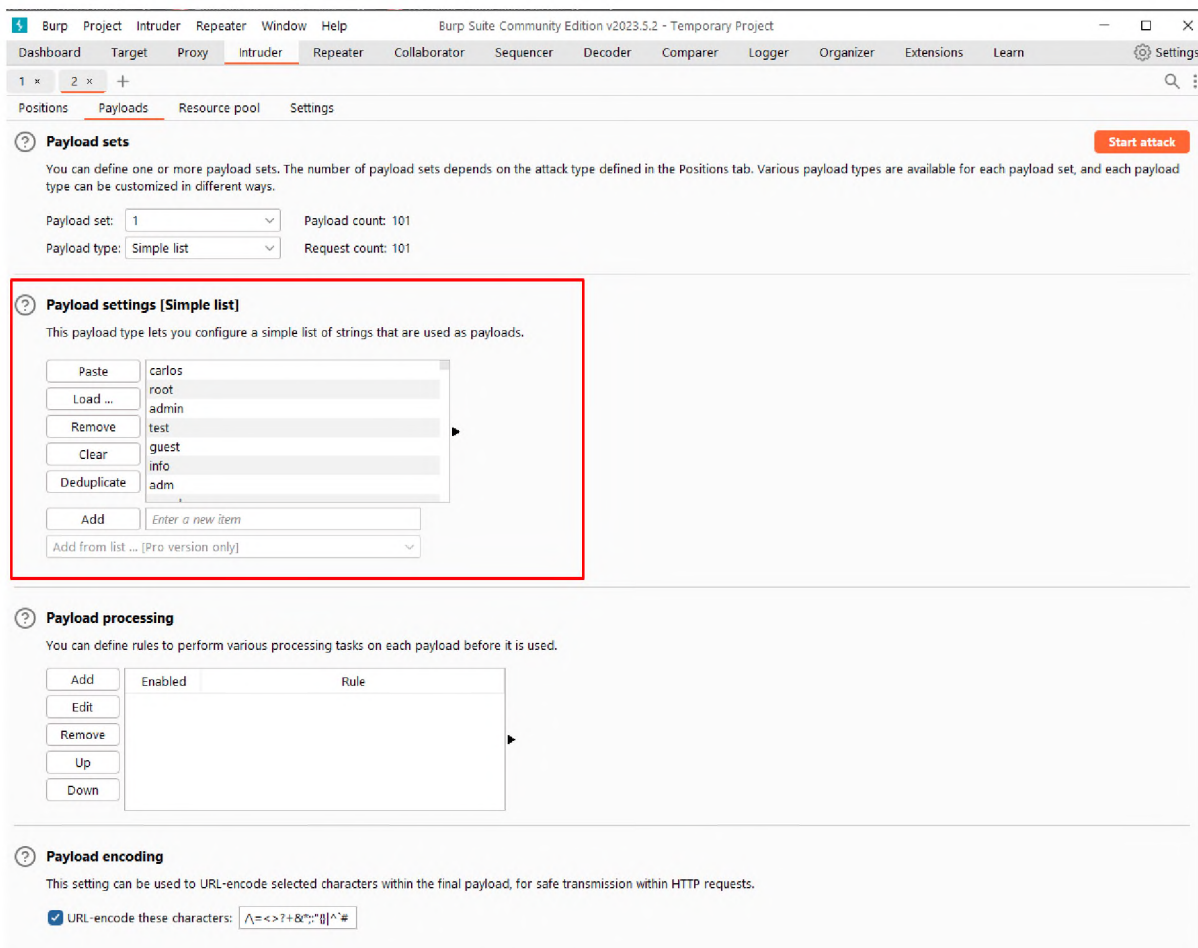 Burp Project Intruder Repeater Window Help Burp Suite Community Edition v2023.5.2 - Temporary Project
Dashboard Target Proxy Intruder Repeater Collaborator Sequencer Decoder Comparer Logger Organizer Extensions Learn Settings
1 × 2 × +
Positions Payloads Resource pool Settings
Payload sets
Start attack
You can define one or more payload sets. The number of payload sets depends on the attack type defined in the Positions tab. Various payload types are available for each payload set, and each payload
type can be customized in different ways.
Payload set: 1 Payload count: 101
Payload type: Simple list Request count: 101
Payload settings [Simple list]
This payload type lets you configure a simple list of strings that are used as payloads.
Paste
Load ...
Remove
Clear
Deduplicate
carlos
root
admin
test
guest
info
adm
Add Enter a new item
Add from list ... [Pro version only]
Payload processing
You can define rules to perform various processing tasks on each payload before it is used.
Add
Edit
Remove
Up
Down
Enabled Rule
Payload encoding
This setting can be used to URL-encode selected characters within the final payload, for safe transmission within HTTP requests.
URL-encode these characters: /\=<>?+&*;:"{}|^`#